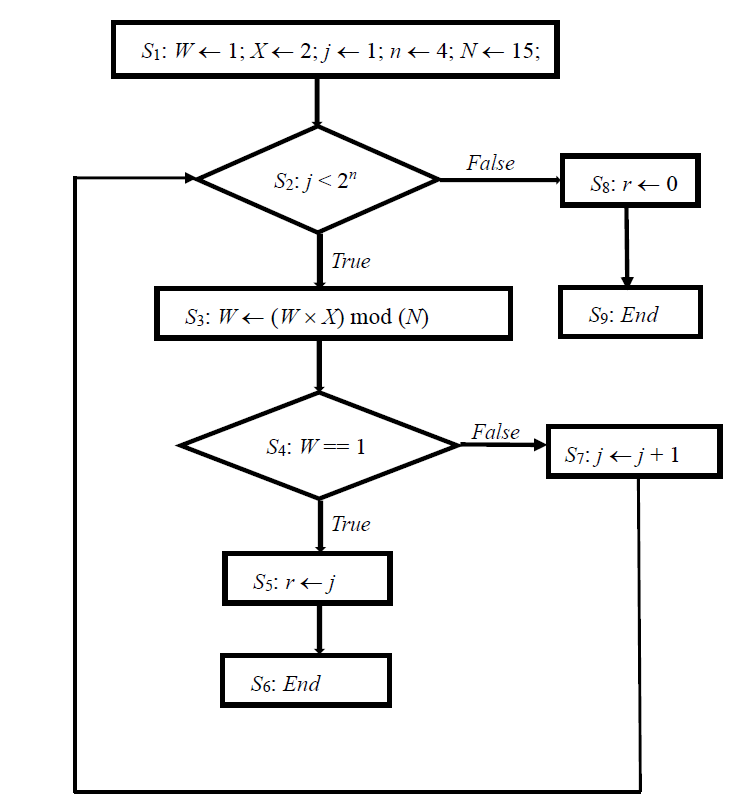 S₁: W ← 1; X ← 2; j ← 1; n ← 4; N ← 15;
S₂: j < 2ⁿ
False
S₈: r ← 0
True
S₃: W ← (W × X) mod (N)
S₉: End
S₄: W == 1
False
S₇: j ← j + 1
True
S₅: r ← j
S₆: End